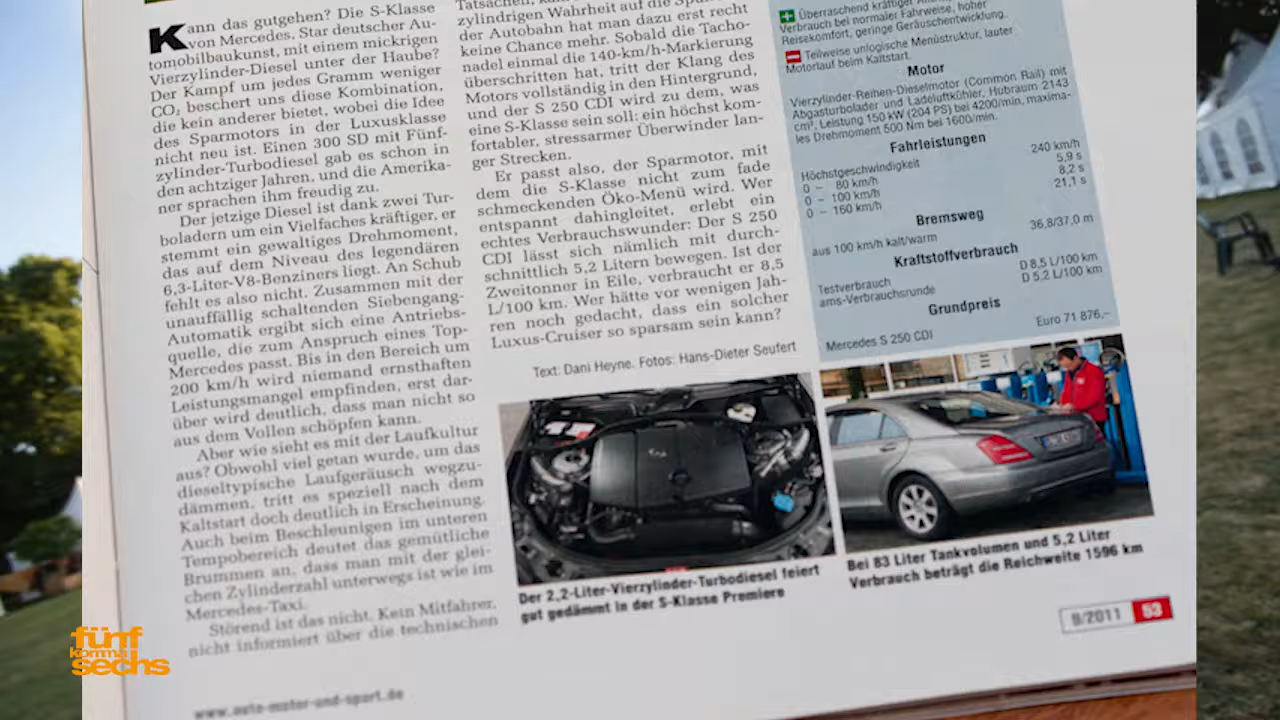 Kann das gutgehen? Die S-Klasse
von Mercedes. Star deutscher Au-
tomobilbaukunst, mit einem mickrigen
Vierzylinder-Diesel unter der Haube?
Der Kampf um jedes Gramm weniger
CO₂ beschert uns diese Kombination,
die kein anderer bietet, wobei die Idee
des Sparmotors in der Luxusklasse
nicht neu ist. Einen 300 SD mit Fünf-
zylinder-Turbodiesel gab es schon in
den achtziger Jahren, und die Amerika-
ner sprachen ihm freudig zu.
Der jetzige Diesel ist dank zwei Tur-
boladern um ein Vielfaches kräftiger, er
stemmt ein gewaltiges Drehmoment,
das auf dem Niveau des legendären
6,3-Liter-V8-Benziners liegt. An Schub
fehlt es also nicht. Zusammen mit der
unauffällig schaltenden Siebengang-
Automatik ergibt sich eine Antriebs-
quelle, die zum Anspruch eines Top-
Mercedes passt. Bis in den Bereich um
200 km/h wird niemand ernsthaften
Leistungsmangel empfinden, erst dar-
über wird deutlich, dass man nicht so
aus dem Vollen schöpfen kann.
Aber wie sieht es mit der Laufkultur
aus? Obwohl viel getan wurde, um das
dieseltypische Laufgeräusch wegzu-
dämmen, tritt es speziell nach dem
Kaltstart doch deutlich in Erscheinung.
Auch beim Beschleunigen im unteren
Tempobereich deutet das gemütliche
Brummen an, dass man mit der glei-
chen Zylinderzahl unterwegs ist wie im
Mercedes-Taxi.
Störend ist das nicht. Kein Mitfahrer,
nicht informiert über die technischen
Tatsachen,
zylindrigen Wahrheit auf die
der Autobahn hat man dazu erst recht
keine Chance mehr. Sobald die Tacho-
nadel einmal die 140-km/h-Markierung
überschritten hat, tritt der Klang des
Motors vollständig in den Hintergrund,
und der S 250 CDI wird zu dem, was
eine S-Klasse sein soll: ein höchst kom-
fortabler, stressarmer Überwinder lan-
ger Strecken.
Er passt also, der Sparmotor, mit
dem die S-Klasse nicht zum fade
schmeckenden Öko-Menü wird. Wer
entspannt dahingleitet, erlebt ein
echtes Verbrauchswunder: Der S 250
CDI lässt sich nämlich mit durch-
schnittlich 5,2 Litern bewegen. Ist der
Zweitonner in Eile, verbraucht er 8,5
L/100 km. Wer hätte vor wenigen Jah-
ren noch gedacht, dass ein solcher
Luxus-Cruiser so sparsam sein kann?
Text: Dani Heyne. Fotos: Hans-Dieter Seufert
Überraschend kräftiger
Verbrauch bei normaler Fahrweise, hoher
Reisekomfort, geringe Geräuschentwicklung.
Teilweise unlogische Menüstruktur, lauter
Motorlauf beim Kaltstart.
Motor
Vierzylinder-Reihen-Dieselmotor (Common Rail) mit
Abgasturbolader und Ladeluftkühler, Hubraum 2143
cm³, Leistung 150 kW (204 PS) bei 4200/min, maxima-
les Drehmoment 500 Nm bei 1600/min.
Fahrleistungen
Höchstgeschwindigkeit 240 km/h
0 – 80 km/h 5,9 s
0 – 100 km/h 8,2 s
0 – 160 km/h 21,1 s
Bremsweg
aus 100 km/h kalt/warm 36,8/37,0 m
Kraftstoffverbrauch
Testverbrauch D 8,5 L/100 km
ams-Verbrauchsrunde D 5,2 L/100 km
Grundpreis
Mercedes S 250 CDI Euro 71 876,–
Der 2,2-Liter-Vierzylinder-Turbodiesel feiert
gut gedämmt in der S-Klasse Premiere
Bei 83 Liter Tankvolumen und 5,2 Liter
Verbrauch beträgt die Reichweite 1596 km
9/2011 53
www.auto-motor-und-sport.de
fünf
komma
sechs